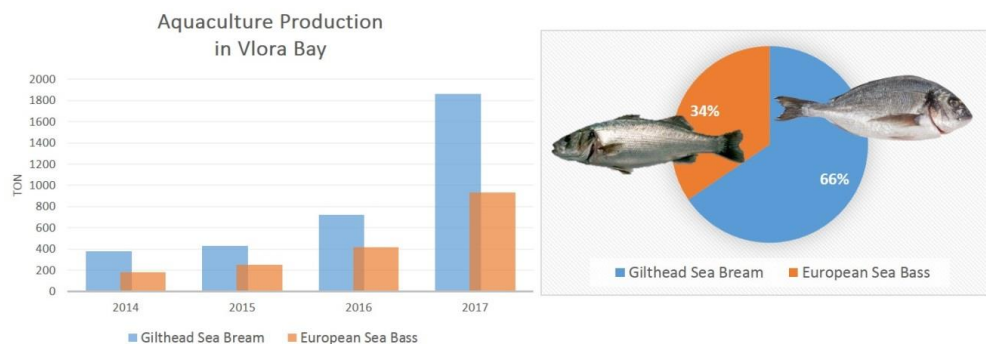 Aquaculture Production
in Vlora Bay
2000
1800
1600
1400
1200
1000
800
600
400
200
0
TON
2014 2015 2016 2017
Gilthead Sea Bream European Sea Bass
34%
66%
Gilthead Sea Bream European Sea Bass